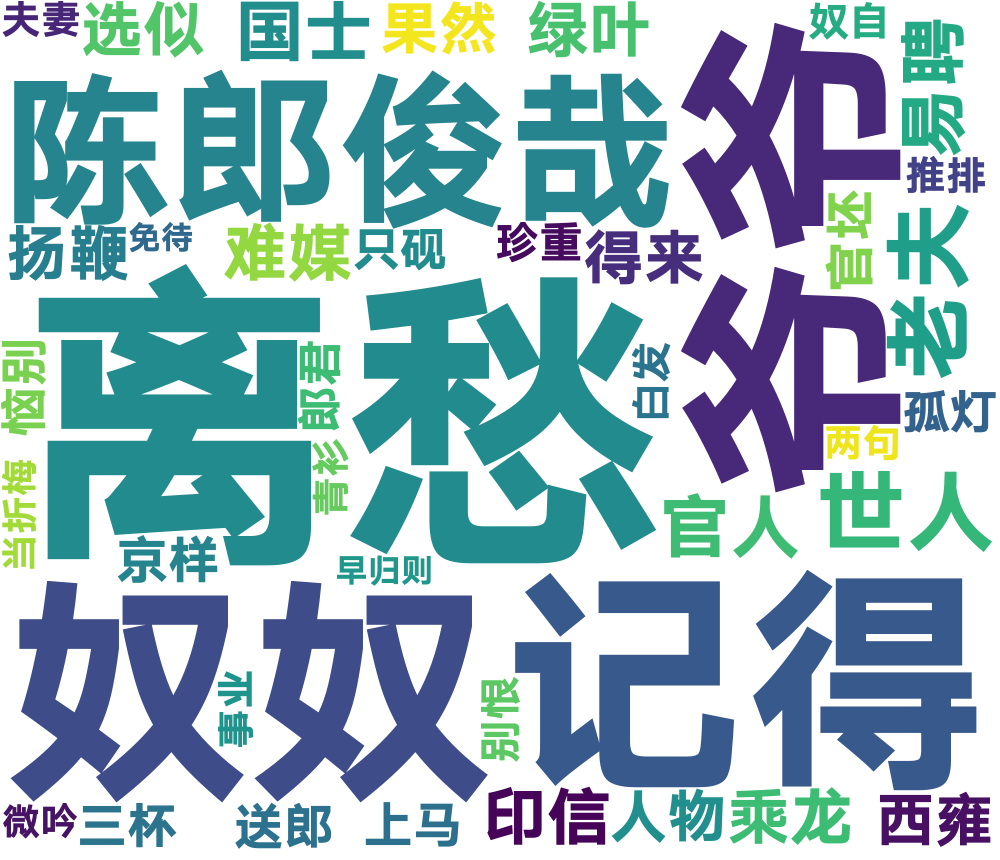 夫妻
选似
国士
果然
绿叶
奴自
易聘
陈郎俊哉
爷爷
推排
扬鞭
免待
难媒
只砚
珍重
得来
官坯
老夫
离愁
恼别
郎君
白发
孤灯
两句
当折梅
青衫
官人
世人
京样
早归则
奴奴
记得
事业
别恨
微吟
三杯
送郎
上马
印信
人物
乘龙
西雍